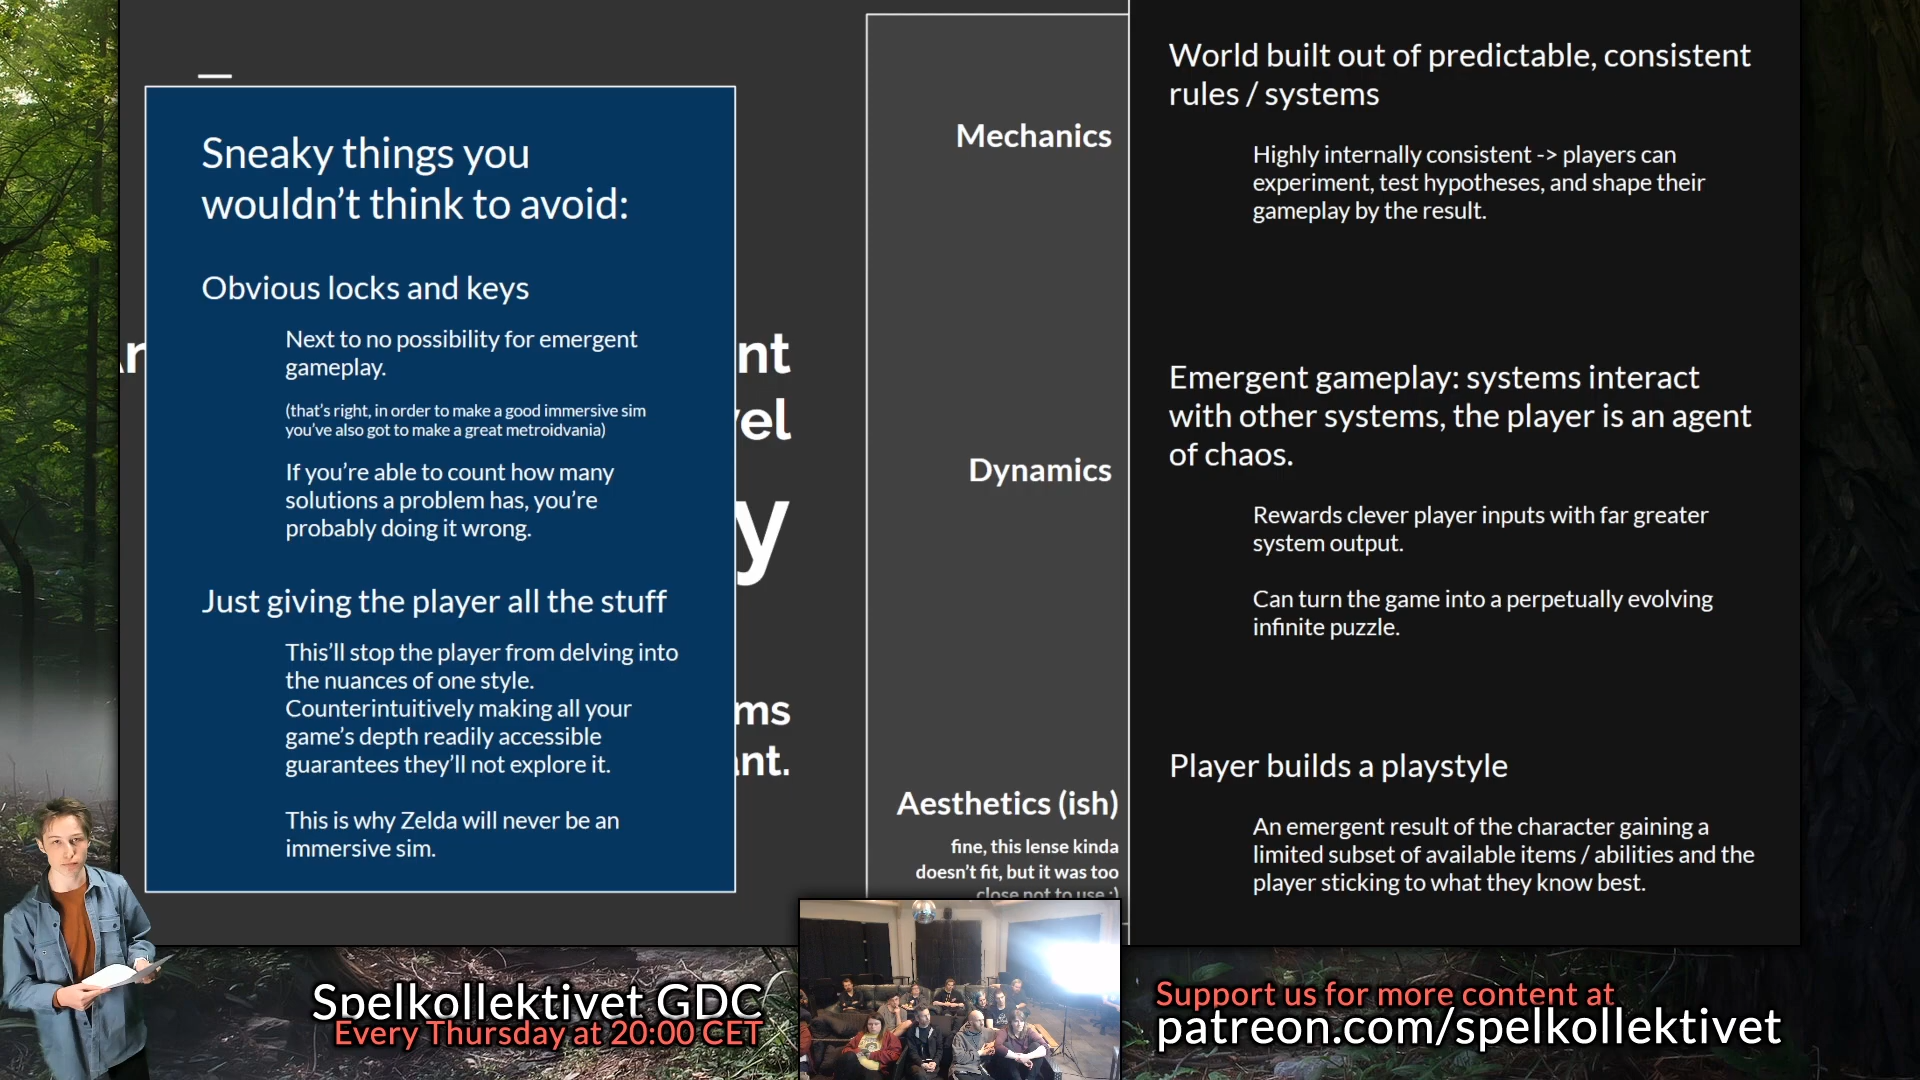 Sneaky things you
wouldn't think to avoid:
Obvious locks and keys
Next to no possibility for emergent
gameplay.
(that's right, in order to make a good immersive sim
you've also got to make a great metroidvania)
If you're able to count how many
solutions a problem has, you're
probably doing it wrong.
Just giving the player all the stuff
This'll stop the player from delving into
the nuances of one style.
Counterintuitively making all your
game's depth readily accessible
guarantees they'll not explore it.
This is why Zelda will never be an
immersive sim.
nt
vel
y
ms
ant.
Mechanics
Dynamics
Aesthetics (ish)
fine, this lense kinda
doesn't fit, but it was too
close not to use :)
World built out of predictable, consistent
rules / systems
Highly internally consistent -> players can
experiment, test hypotheses, and shape their
gameplay by the result.
Emergent gameplay: systems interact
with other systems, the player is an agent
of chaos.
Rewards clever player inputs with far greater
system output.
Can turn the game into a perpetually evolving
infinite puzzle.
Player builds a playstyle
An emergent result of the character gaining a
limited subset of available items / abilities and the
player sticking to what they know best.
Spelkollektivet GDC
Every Thursday at 20:00 CET
Support us for more content at
patreon.com/spelkollektivet